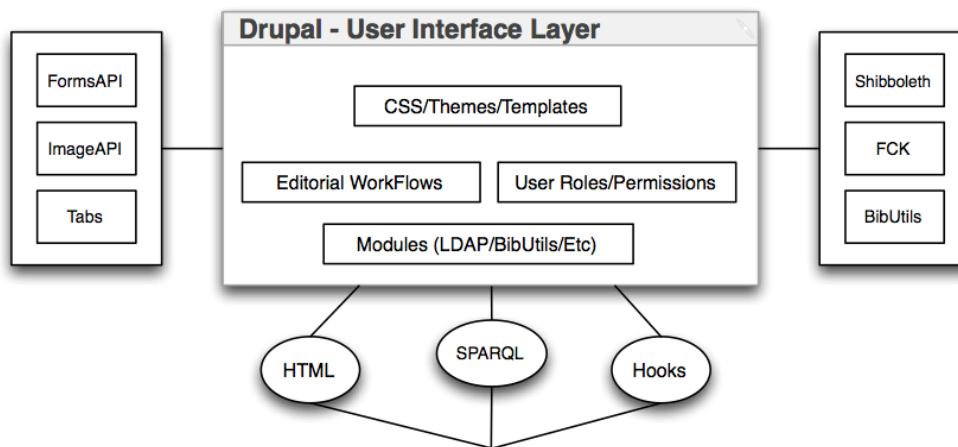 Drupal - User Interface Layer
FormsAPI
ImageAPI
Tabs
CSS/Themes/Templates
Editorial WorkFlows
User Roles/Permissions
Modules (LDAP/BibUtils/Etc)
Shibboleth
FCK
BibUtils
HTML
SPARQL
Hooks